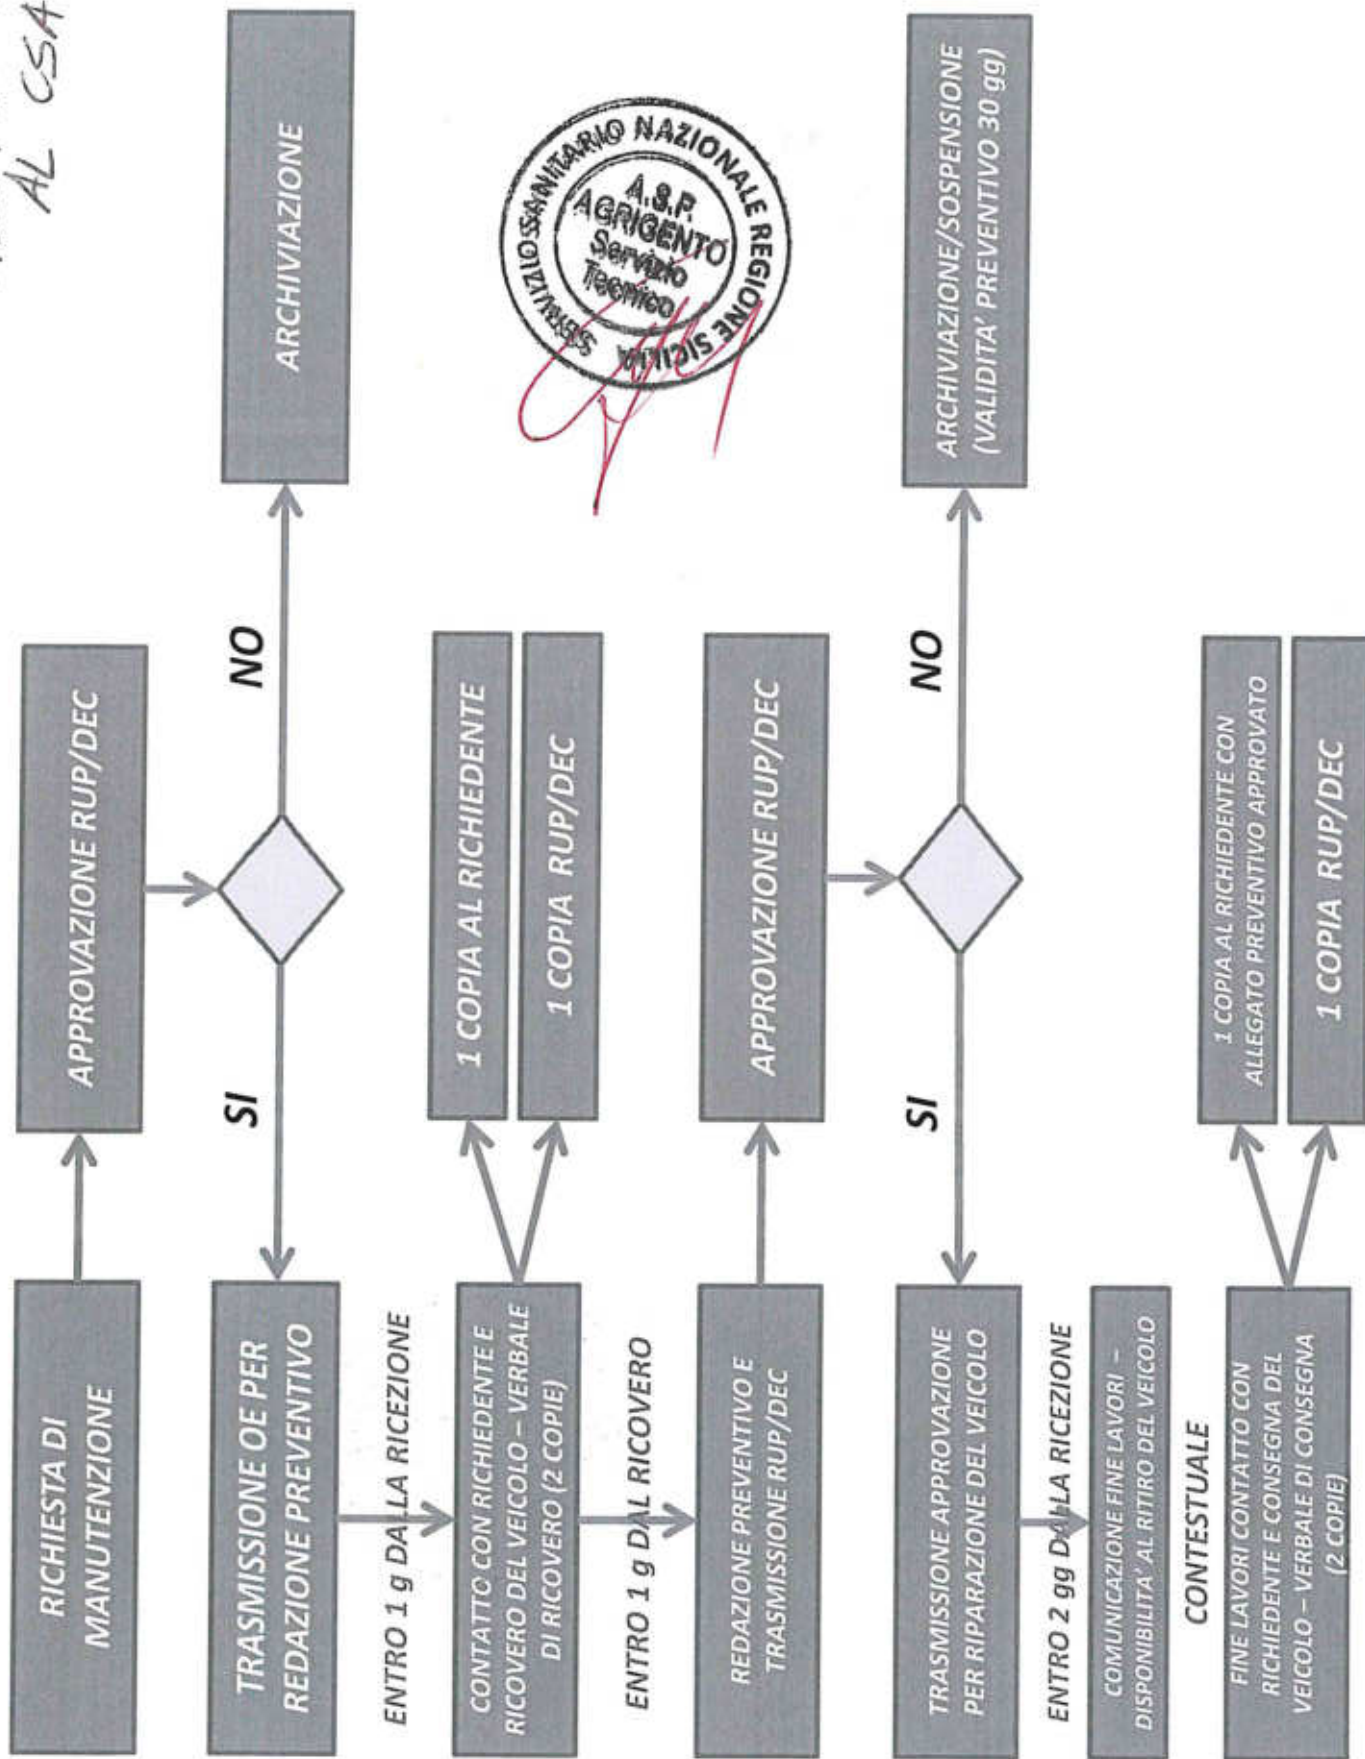 AL CSA
RICHIESTA DI
MANUTENZIONE
APPROVAZIONE RUP/DEC
SI
NO
ARCHIVIAZIONE
TRASMISSIONE OE PER
REDAZIONE PREVENTIVO
ENTRO 1 g DALLA RICEZIONE
CONTATTO CON RICHIEDENTE E
RICOVERO DEL VEICOLO – VERBALE
DI RICOVERO (2 COPIE)
1 COPIA AL RICHIEDENTE
1 COPIA RUP/DEC
SERVIZIO SANITARIO NAZIONALE REGIONE SICILIA
A.S.P.
AGRIGENTO
Servizio
Tecnico
ENTRO 1 g DAL RICOVERO
REDAZIONE PREVENTIVO E
TRASMISSIONE RUP/DEC
APPROVAZIONE RUP/DEC
SI
NO
ARCHIVIAZIONE/SOSPENSIONE
(VALIDITA' PREVENTIVO 30 gg)
TRASMISSIONE APPROVAZIONE
PER RIPARAZIONE DEL VEICOLO
ENTRO 2 gg DALLA RICEZIONE
COMUNICAZIONE FINE LAVORI –
DISPONIBILITA' AL RITIRO DEL VEICOLO
CONTESTUALE
FINE LAVORI CONTATTO CON
RICHIEDENTE E CONSEGNA DEL
VEICOLO – VERBALE DI CONSEGNA
(2 COPIE)
1 COPIA AL RICHIEDENTE CON
ALLEGATO PREVENTIVO APPROVATO
1 COPIA RUP/DEC